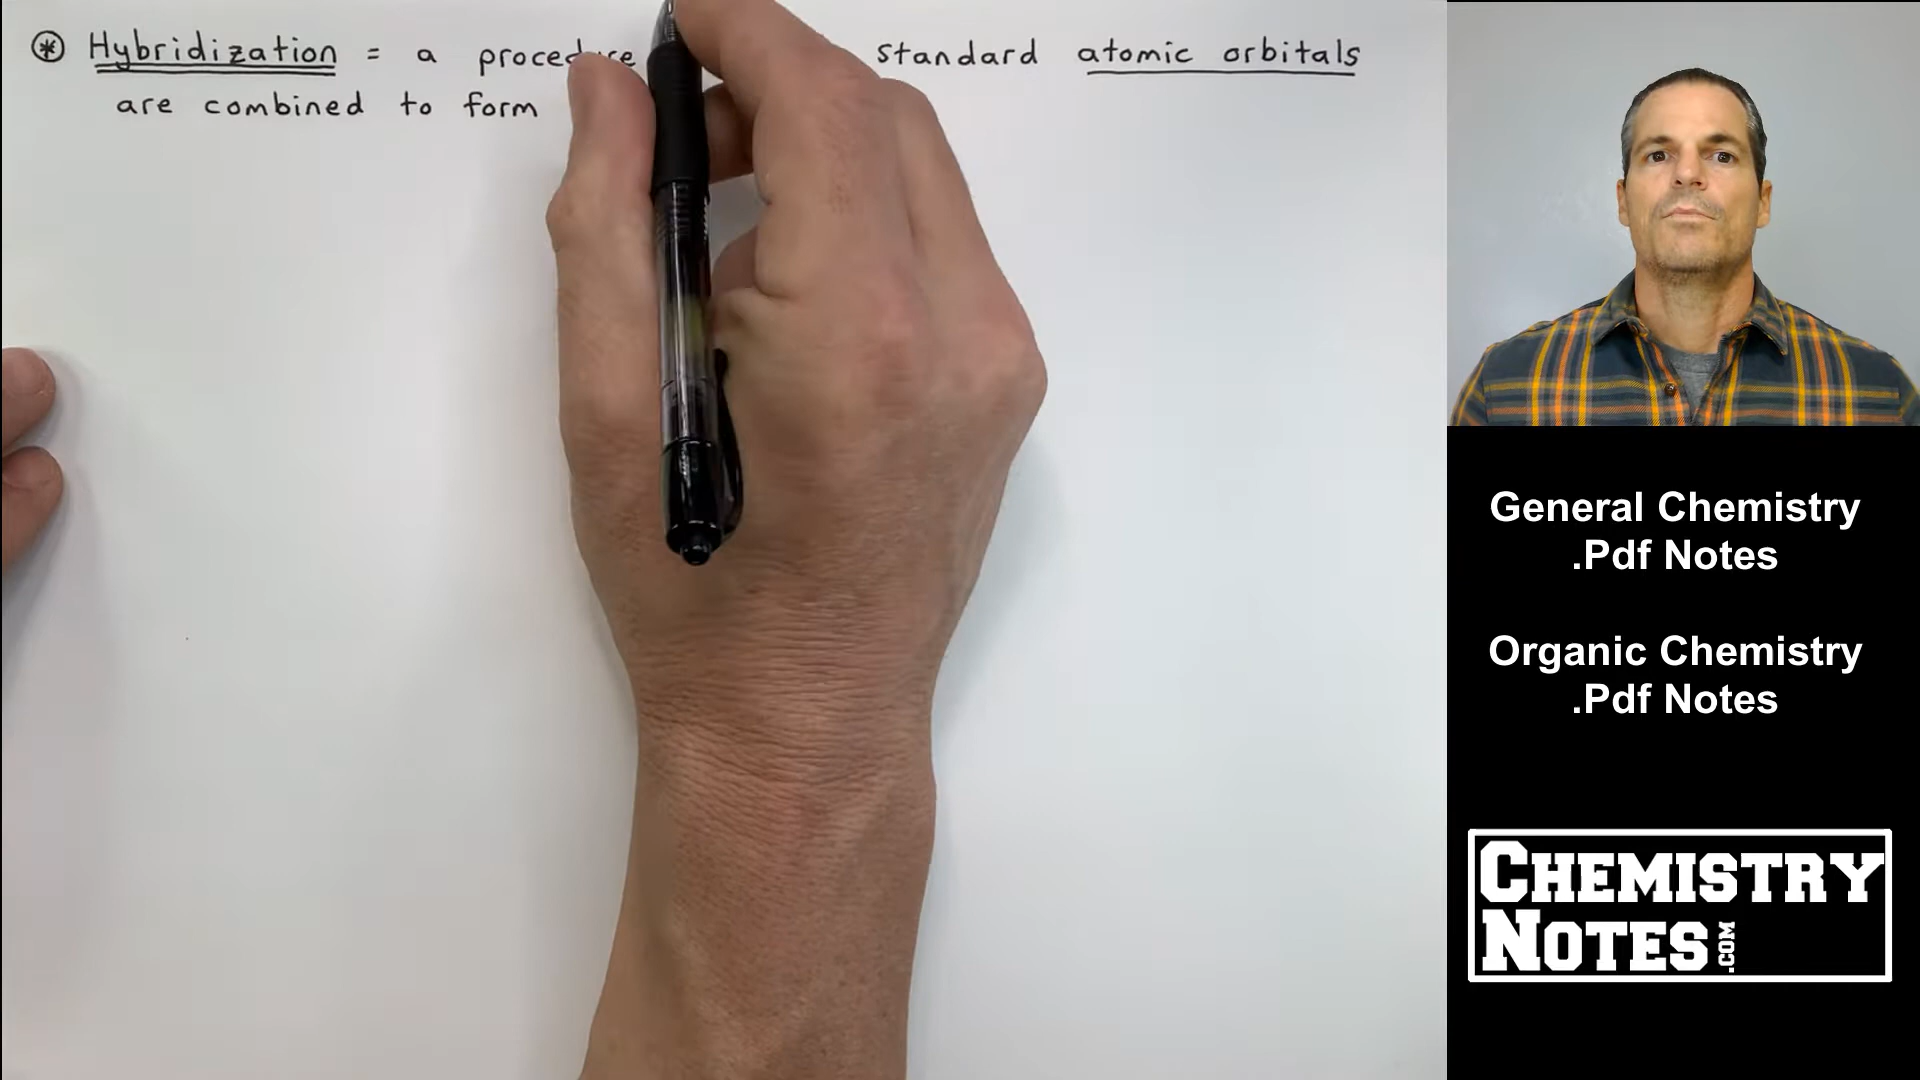 * Hybridization = a procedure standard atomic orbitals
are combined to form
General Chemistry
.Pdf Notes
Organic Chemistry
.Pdf Notes
CHEMISTRY
NOTES.COM